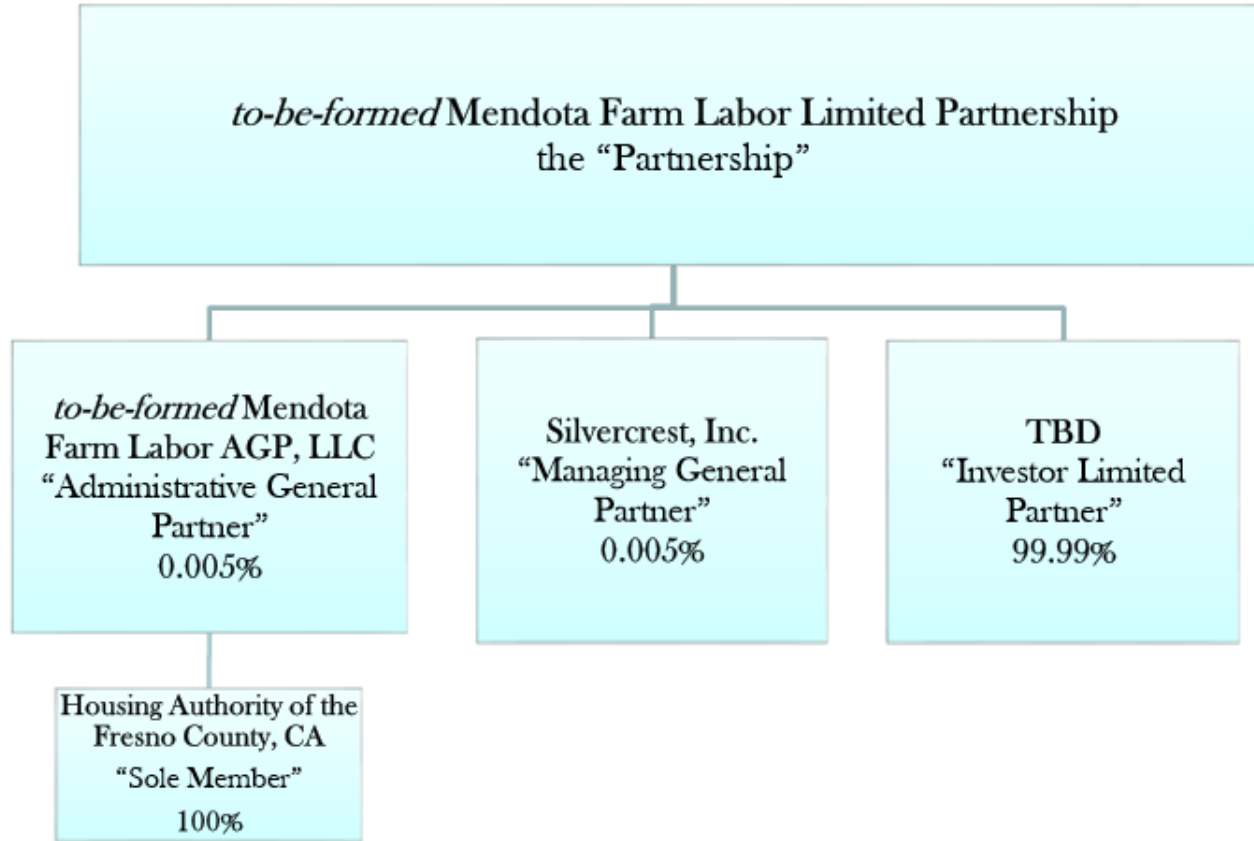 to-be-formed Mendota Farm Labor Limited Partnership
the “Partnership”
to-be-formed Mendota
Farm Labor AGP, LLC
“Administrative General
Partner”
0.005%
Silvercrest, Inc.
“Managing General
Partner”
0.005%
TBD
“Investor Limited
Partner”
99.99%
Housing Authority of the
Fresno County, CA
“Sole Member”
100%